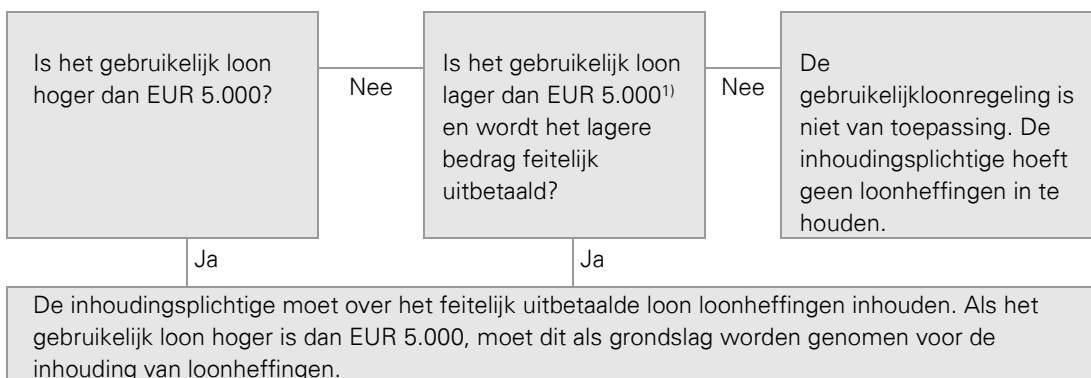 Is het gebruikelijk loon
hoger dan EUR 5.000?
Nee
Is het gebruikelijk loon
lager dan EUR 5.000¹⁾
en wordt het lagere
bedrag feitelijk
uitbetaald?
Nee
De
gebruikelijkloonregeling is
niet van toepassing. De
inhoudingsplichtige hoeft
geen loonheffingen in te
houden.
Ja
Ja
De inhoudingsplichtige moet over het feitelijk uitbetaalde loon loonheffingen inhouden. Als het
gebruikelijk loon hoger is dan EUR 5.000, moet dit als grondslag worden genomen voor de
inhouding van loonheffingen.